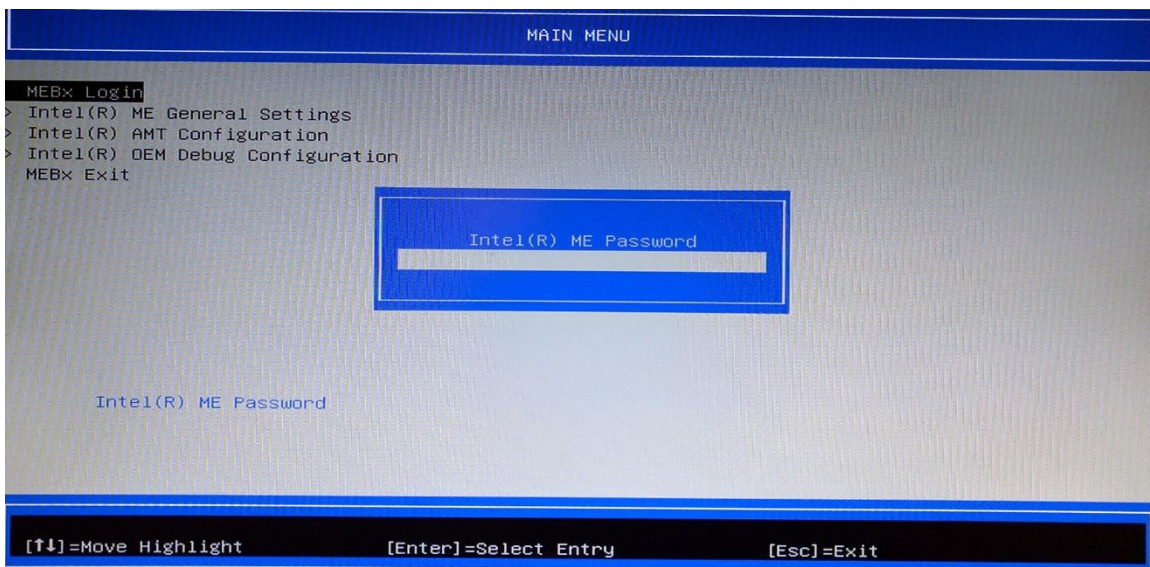 MAIN MENU
MEBx Login
> Intel(R) ME General Settings
> Intel(R) AMT Configuration
> Intel(R) OEM Debug Configuration
MEBx Exit
Intel(R) ME Password
Intel(R) ME Password
[↑↓]=Move Highlight [Enter]=Select Entry [Esc]=Exit